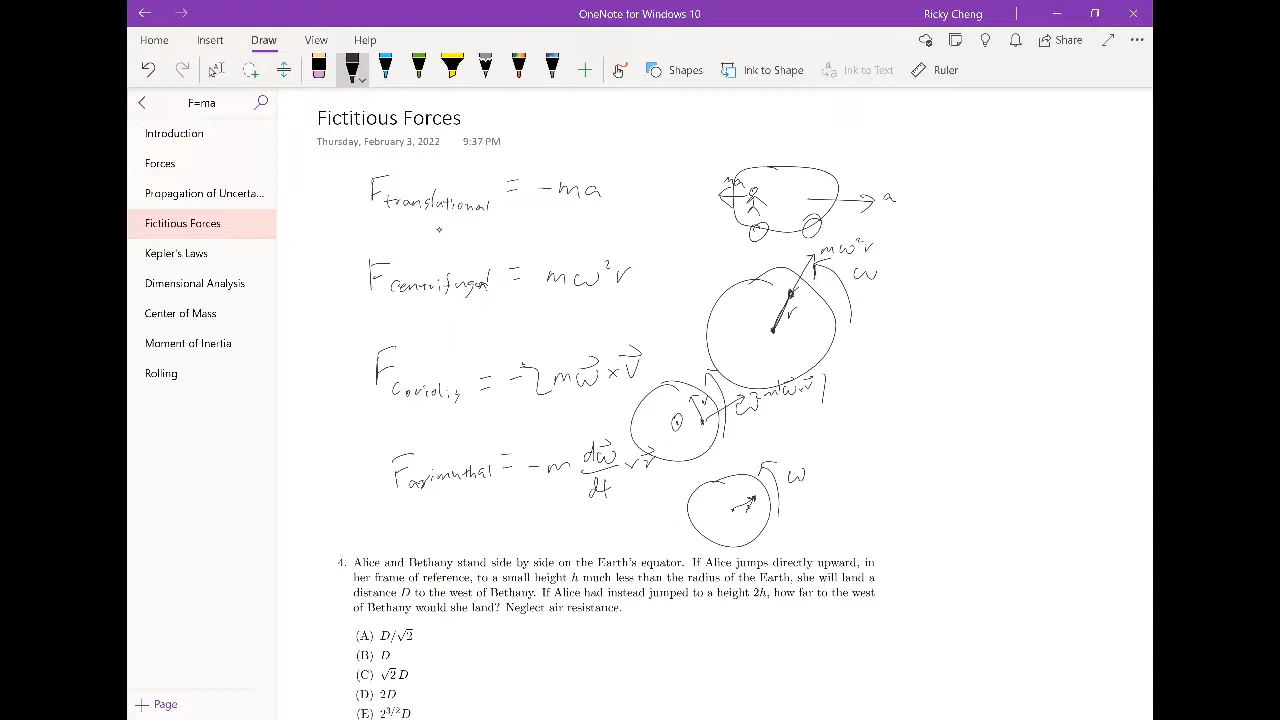 OneNote for Windows 10
Ricky Cheng
Home Insert Draw View Help
Share
Shapes Ink to Shape Ink to Text Ruler
F=ma
Introduction
Forces
Propagation of Uncerta...
Fictitious Forces
Kepler's Laws
Dimensional Analysis
Center of Mass
Moment of Inertia
Rolling
Page
Fictitious Forces
Thursday, February 3, 2022 9:37 PM
F translational = -ma
ma
a
F centrifugal = mω²r
mω²r
ω
r
F coriolis = -2mω⃗ × v⃗
v
ω
F azimuthal = -m dω⃗/dt × r⃗
ω
4. Alice and Bethany stand side by side on the Earth's equator. If Alice jumps directly upward, in
her frame of reference, to a small height h much less than the radius of the Earth, she will land a
distance D to the west of Bethany. If Alice had instead jumped to a height 2h, how far to the west
of Bethany would she land? Neglect air resistance.
(A) D/√2
(B) D
(C) √2 D
(D) 2D
(E) 2^{3/2}D